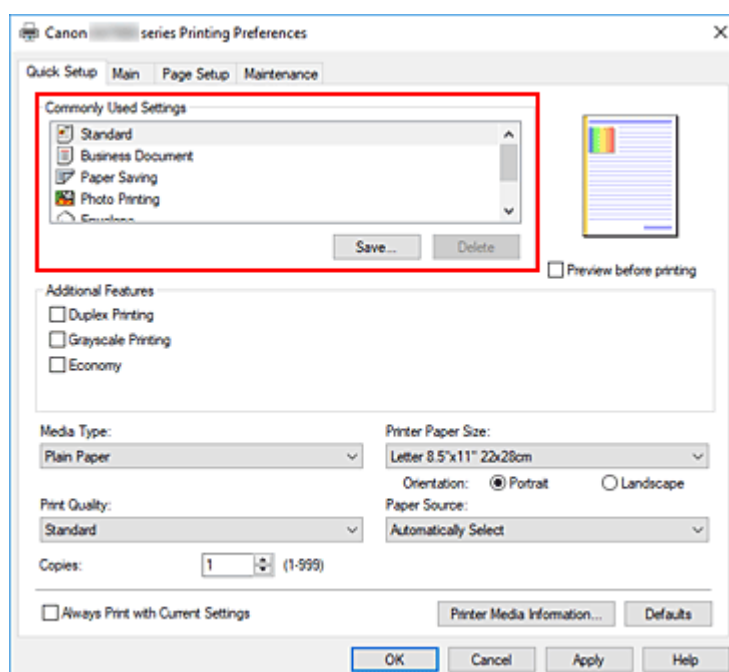 Canon series Printing Preferences
Quick Setup Main Page Setup Maintenance
Commonly Used Settings
Standard
Business Document
Paper Saving
Photo Printing
Envelope
Save... Delete
Preview before printing
Additional Features
Duplex Printing
Grayscale Printing
Economy
Media Type: Printer Paper Size:
Plain Paper Letter 8.5"x11" 22x28cm
Orientation: Portrait Landscape
Print Quality: Paper Source:
Standard Automatically Select
Copies: 1 (1-999)
Always Print with Current Settings Printer Media Information... Defaults
OK Cancel Apply Help